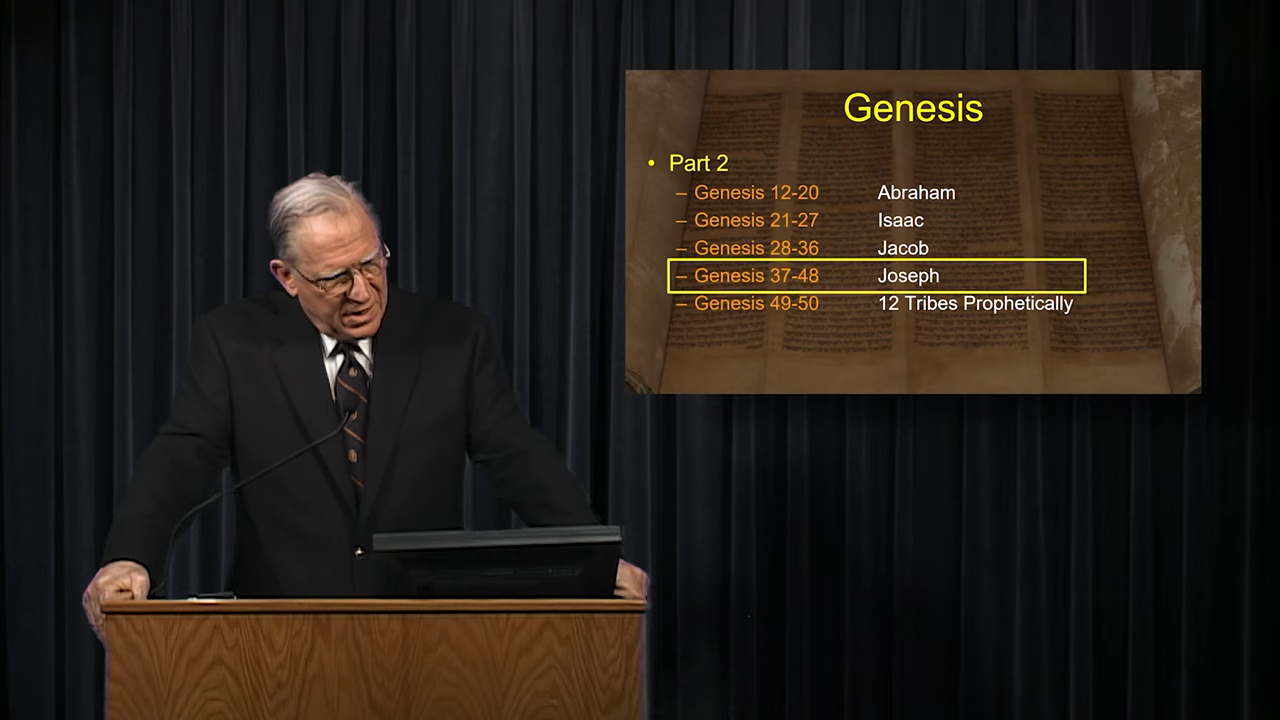 Genesis
• Part 2
– Genesis 12-20 Abraham
– Genesis 21-27 Isaac
– Genesis 28-36 Jacob
– Genesis 37-48 Joseph
– Genesis 49-50 12 Tribes Prophetically